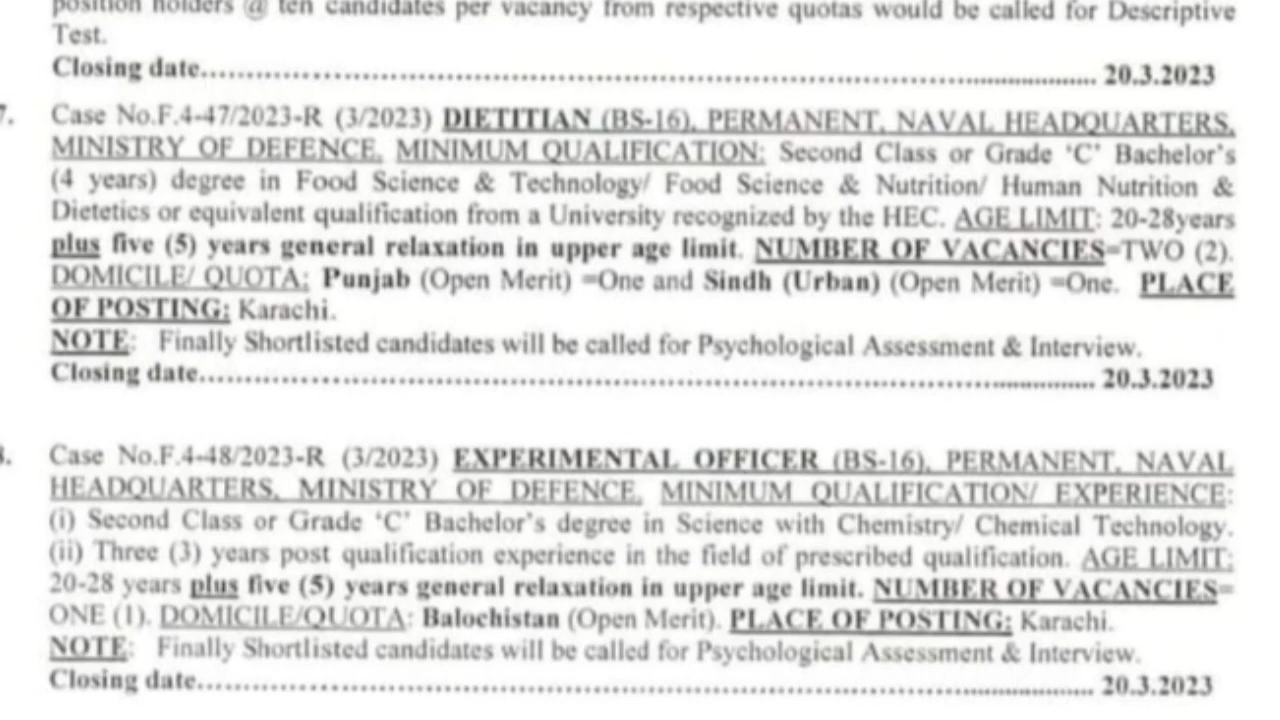 position holders @ ten candidates per vacancy from respective quotas would be called for Descriptive
Test.
Closing date.................................................................................................... 20.3.2023
7. Case No.F.4-47/2023-R (3/2023) DIETITIAN (BS-16), PERMANENT, NAVAL HEADQUARTERS,
MINISTRY OF DEFENCE. MINIMUM QUALIFICATION: Second Class or Grade ‘C’ Bachelor’s
(4 years) degree in Food Science & Technology/ Food Science & Nutrition/ Human Nutrition &
Dietetics or equivalent qualification from a University recognized by the HEC. AGE LIMIT: 20-28years
plus five (5) years general relaxation in upper age limit. NUMBER OF VACANCIES=TWO (2).
DOMICILE/ QUOTA: Punjab (Open Merit) =One and Sindh (Urban) (Open Merit) =One. PLACE
OF POSTING: Karachi.
NOTE: Finally Shortlisted candidates will be called for Psychological Assessment & Interview.
Closing date.................................................................................................... 20.3.2023
Case No.F.4-48/2023-R (3/2023) EXPERIMENTAL OFFICER (BS-16), PERMANENT, NAVAL
HEADQUARTERS, MINISTRY OF DEFENCE. MINIMUM QUALIFICATION/ EXPERIENCE:
(i) Second Class or Grade ‘C’ Bachelor’s degree in Science with Chemistry/ Chemical Technology.
(ii) Three (3) years post qualification experience in the field of prescribed qualification. AGE LIMIT:
20-28 years plus five (5) years general relaxation in upper age limit. NUMBER OF VACANCIES=
ONE (1). DOMICILE/QUOTA: Balochistan (Open Merit). PLACE OF POSTING: Karachi.
NOTE: Finally Shortlisted candidates will be called for Psychological Assessment & Interview.
Closing date.................................................................................................... 20.3.2023